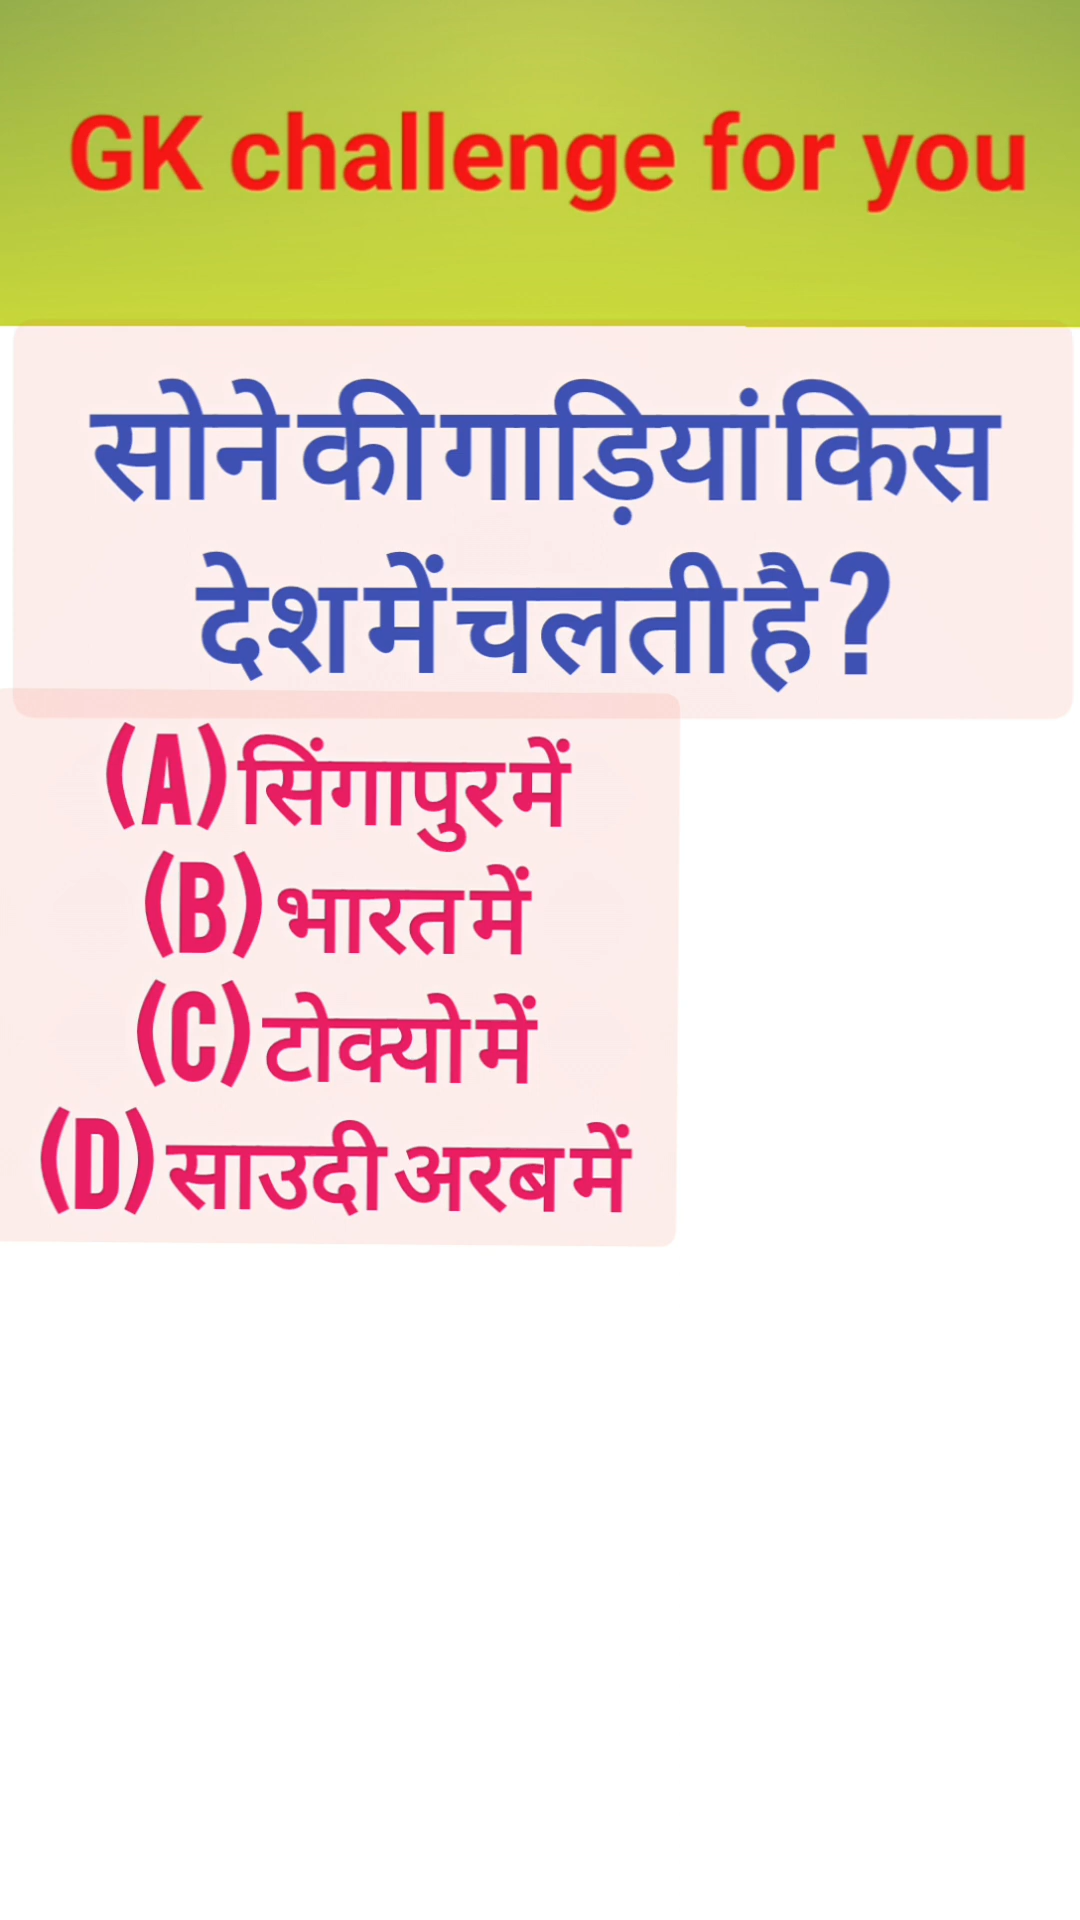 GK challenge for you
सोने की गाड़ियां किस
देश में चलती है?
(A) सिंगापुर में
(B) भारत में
(C) टोक्यो में
(D) साउदी अरब में